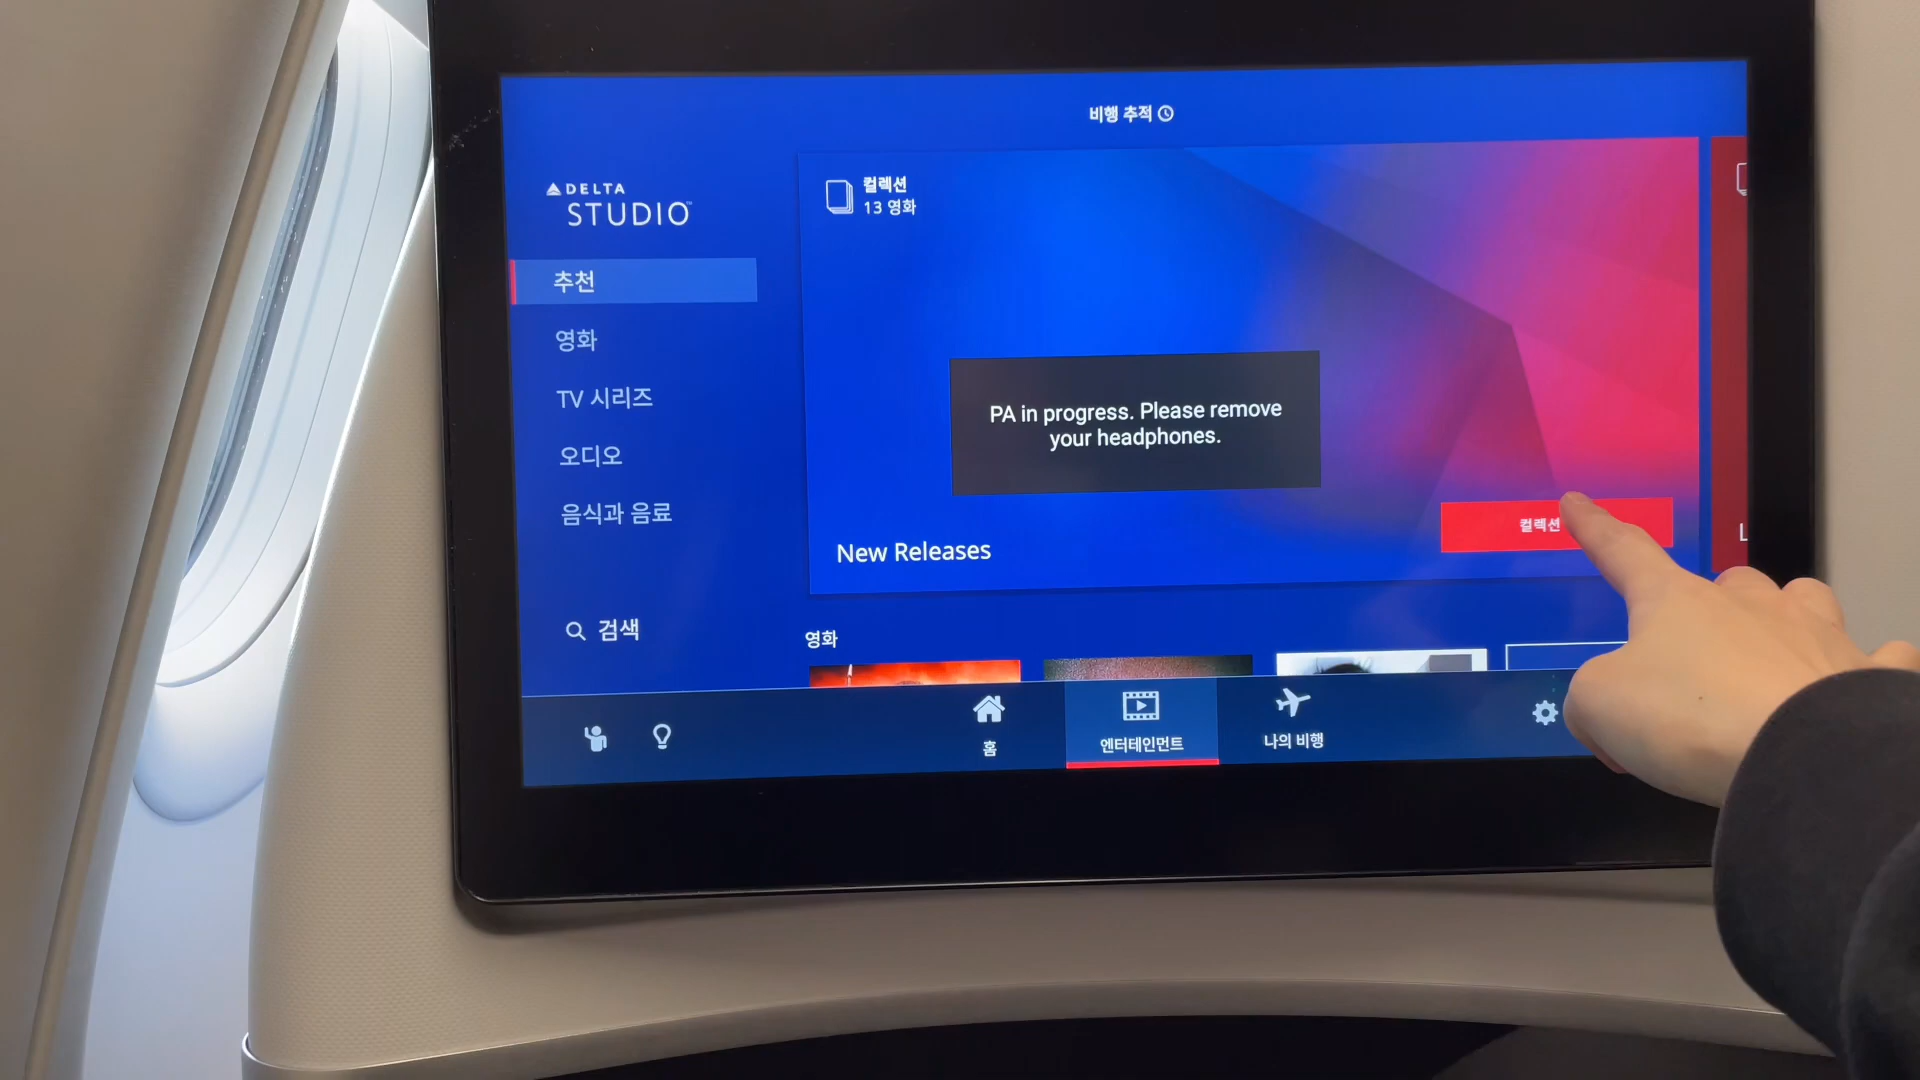 비행 추적
DELTA
STUDIO™
컬렉션
13 영화
추천
영화
TV 시리즈
오디오
음식과 음료
검색
PA in progress. Please remove
your headphones.
컬렉션
New Releases
영화
홈
엔터테인먼트
나의 비행